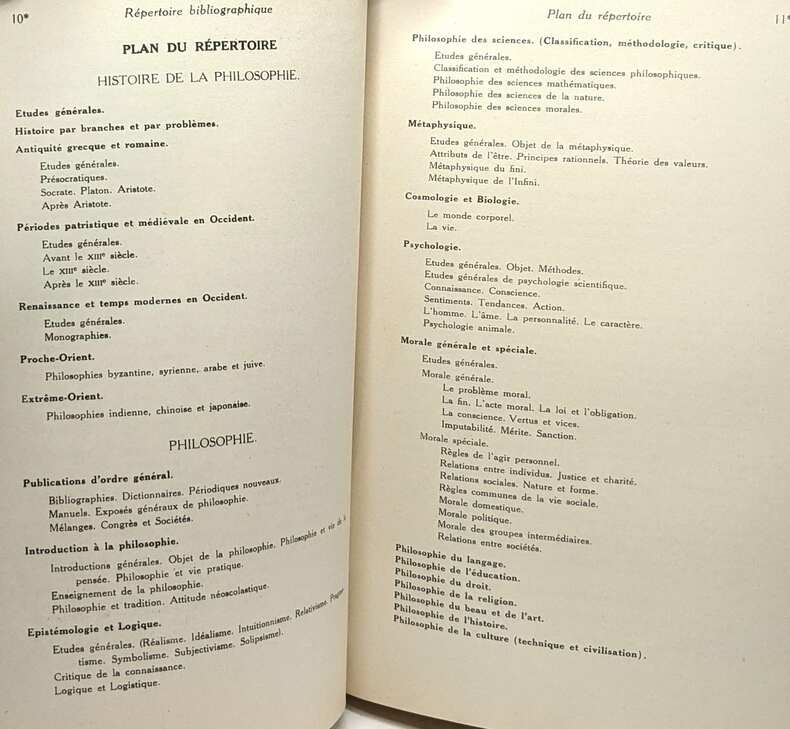 10*
Répertoire bibliographique
PLAN DU RÉPERTOIRE
HISTOIRE DE LA PHILOSOPHIE.
Etudes générales.
Histoire par branches et par problèmes.
Antiquité grecque et romaine.
Etudes générales.
Présocratiques.
Socrate. Platon. Aristote.
Après Aristote.
Périodes patristique et médiévale en Occident.
Etudes générales.
Avant le XIIIe siècle.
Le XIIIe siècle.
Après le XIIIe siècle.
Renaissance et temps modernes en Occident.
Etudes générales.
Monographies.
Proche-Orient.
Philosophies byzantine, syrienne, arabe et juive.
Extrême-Orient.
Philosophies indienne, chinoise et japonaise.
PHILOSOPHIE.
Publications d'ordre général.
Bibliographies. Dictionnaires. Périodiques nouveaux.
Manuels. Exposés généraux de philosophie.
Mélanges. Congrès et Sociétés.
Introduction à la philosophie.
Introductions générales. Objet de la philosophie. Philosophie et vie de la
pensée. Philosophie et vie pratique.
Enseignement de la philosophie.
Philosophie et tradition. Attitude néoscolastique.
Epistémologie et Logique.
Etudes générales. (Réalisme. Idéalisme. Intuitionnisme. Relativisme.
tisme. Symbolisme. Subjectivisme. Solipsisme).
Critique de la connaissance.
Logique et Logistique.
Plan du répertoire
11*
Philosophie des sciences. (Classification, méthodologie, critique).
Etudes générales.
Classification et méthodologie des sciences philosophiques.
Philosophie des sciences mathématiques.
Philosophie des sciences de la nature.
Philosophie des sciences morales.
Métaphysique.
Etudes générales. Objet de la métaphysique.
Attributs de l'être. Principes rationnels. Théorie des valeurs.
Métaphysique du fini.
Métaphysique de l'Infini.
Cosmologie et Biologie.
Le monde corporel.
La vie.
Psychologie.
Etudes générales. Objet. Méthodes.
Etudes générales de psychologie scientifique.
Connaissance. Conscience.
Sentiments. Tendances. Action.
L'homme. L'âme. La personnalité. Le caractère.
Psychologie animale.
Morale générale et spéciale.
Etudes générales.
Morale générale.
Le problème moral.
La fin. L'acte moral. La loi et l'obligation.
La conscience. Vertus et vices.
Imputabilité. Mérite. Sanction.
Morale spéciale.
Règles de l'agir personnel.
Relations entre individus. Justice et charité.
Relations sociales. Nature et forme.
Règles communes de la vie sociale.
Morale domestique.
Morale politique.
Morale des groupes intermédiaires.
Relations entre sociétés.
Philosophie du langage.
Philosophie de l'éducation.
Philosophie du droit.
Philosophie de la religion.
Philosophie du beau et de l'art.
Philosophie de l'histoire.
Philosophie de la culture (technique et civilisation).